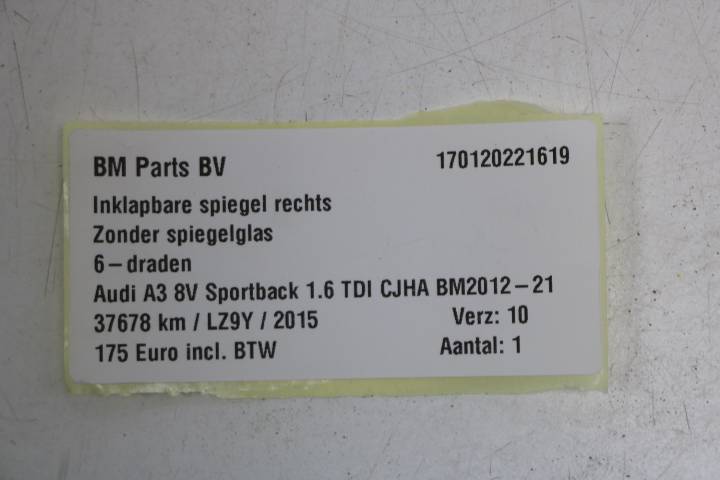 BM Parts BV 170120221619
Inklapbare spiegel rechts
Zonder spiegelglas
6-draden
Audi A3 8V Sportback 1.6 TDI CJHA BM2012-21
37678 km / LZ9Y / 2015 Verz: 10
175 Euro incl. BTW Aantal: 1